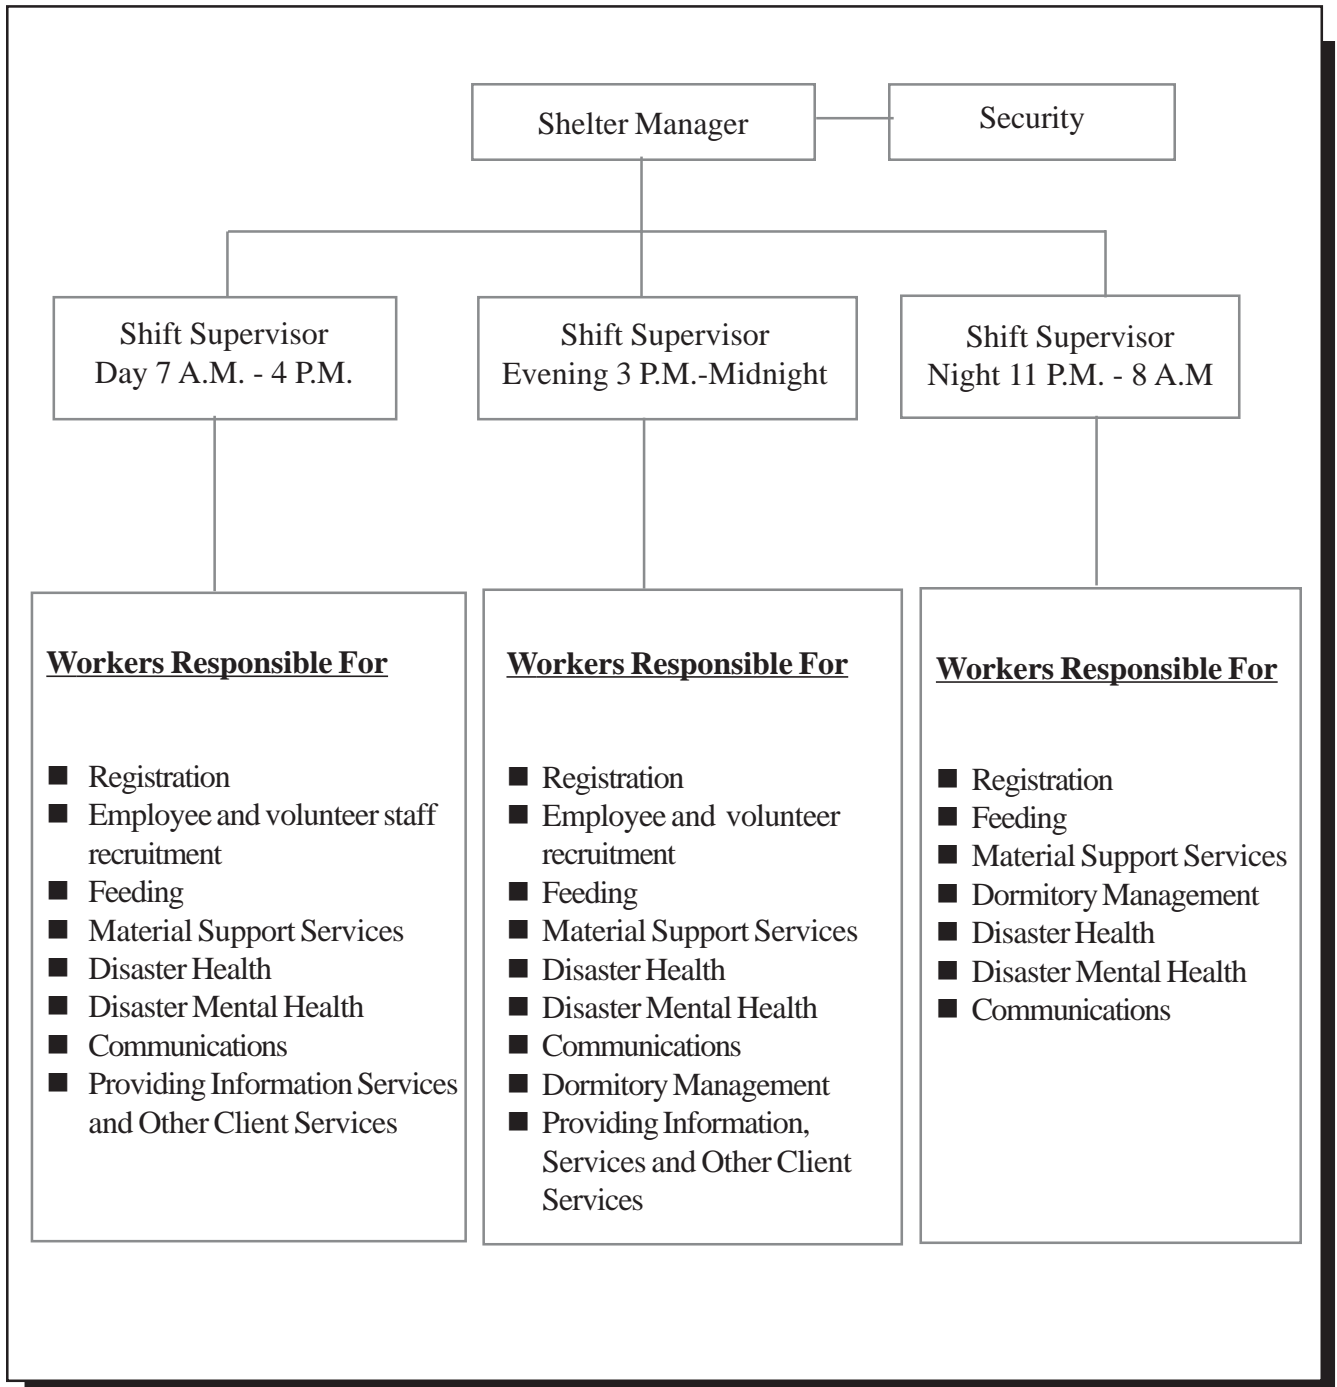 Shelter Manager
Security
Shift Supervisor
Day 7 A.M. - 4 P.M.
Shift Supervisor
Evening 3 P.M.-Midnight
Shift Supervisor
Night 11 P.M. - 8 A.M
Workers Responsible For
■ Registration
■ Employee and volunteer staff
recruitment
■ Feeding
■ Material Support Services
■ Disaster Health
■ Disaster Mental Health
■ Communications
■ Providing Information Services
and Other Client Services
Workers Responsible For
■ Registration
■ Employee and volunteer
recruitment
■ Feeding
■ Material Support Services
■ Disaster Health
■ Disaster Mental Health
■ Communications
■ Dormitory Management
■ Providing Information,
Services and Other Client
Services
Workers Responsible For
■ Registration
■ Feeding
■ Material Support Services
■ Dormitory Management
■ Disaster Health
■ Disaster Mental Health
■ Communications